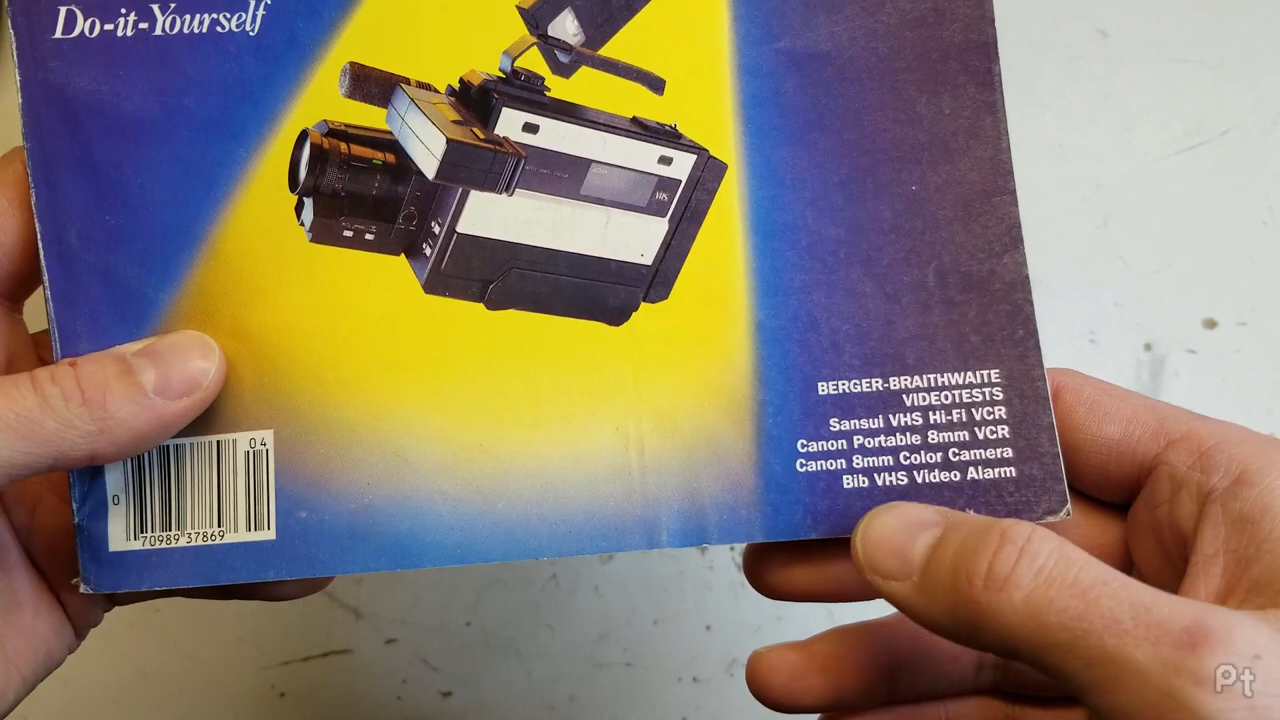 Do-it-Yourself
VHS
BERGER-BRAITHWAITE
VIDEOTESTS
Sansui VHS Hi-Fi VCR
Canon Portable 8mm VCR
Canon 8mm Color Camera
Bib VHS Video Alarm
04
0
70989 37869
Pt